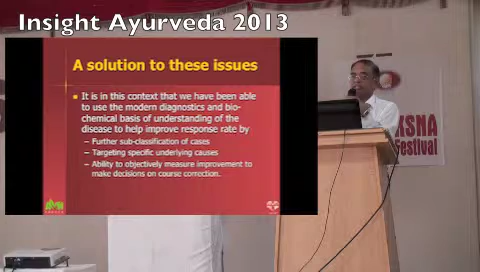 Insight Ayurveda 2013
A solution to these issues
It is in this context that we have been able
to use the modern diagnostics and bio-
chemical basis of understanding of the
disease to help improve response rate by
– Further sub-classification of cases
– Targeting specific underlying causes
– Ability to objectively measure improvement to
make decisions on course correction.
KSNA
Festival